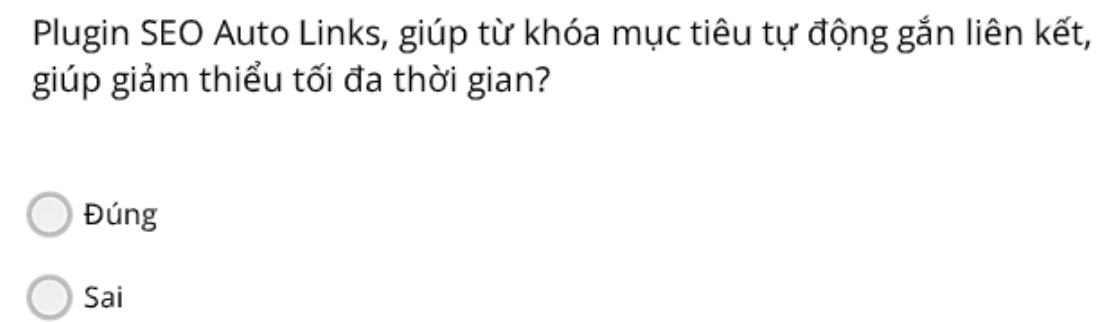 Plugin SEO Auto Links, giúp từ khóa mục tiêu tự động gắn liên kết,
giúp giảm thiểu tối đa thời gian?
Đúng
Sai